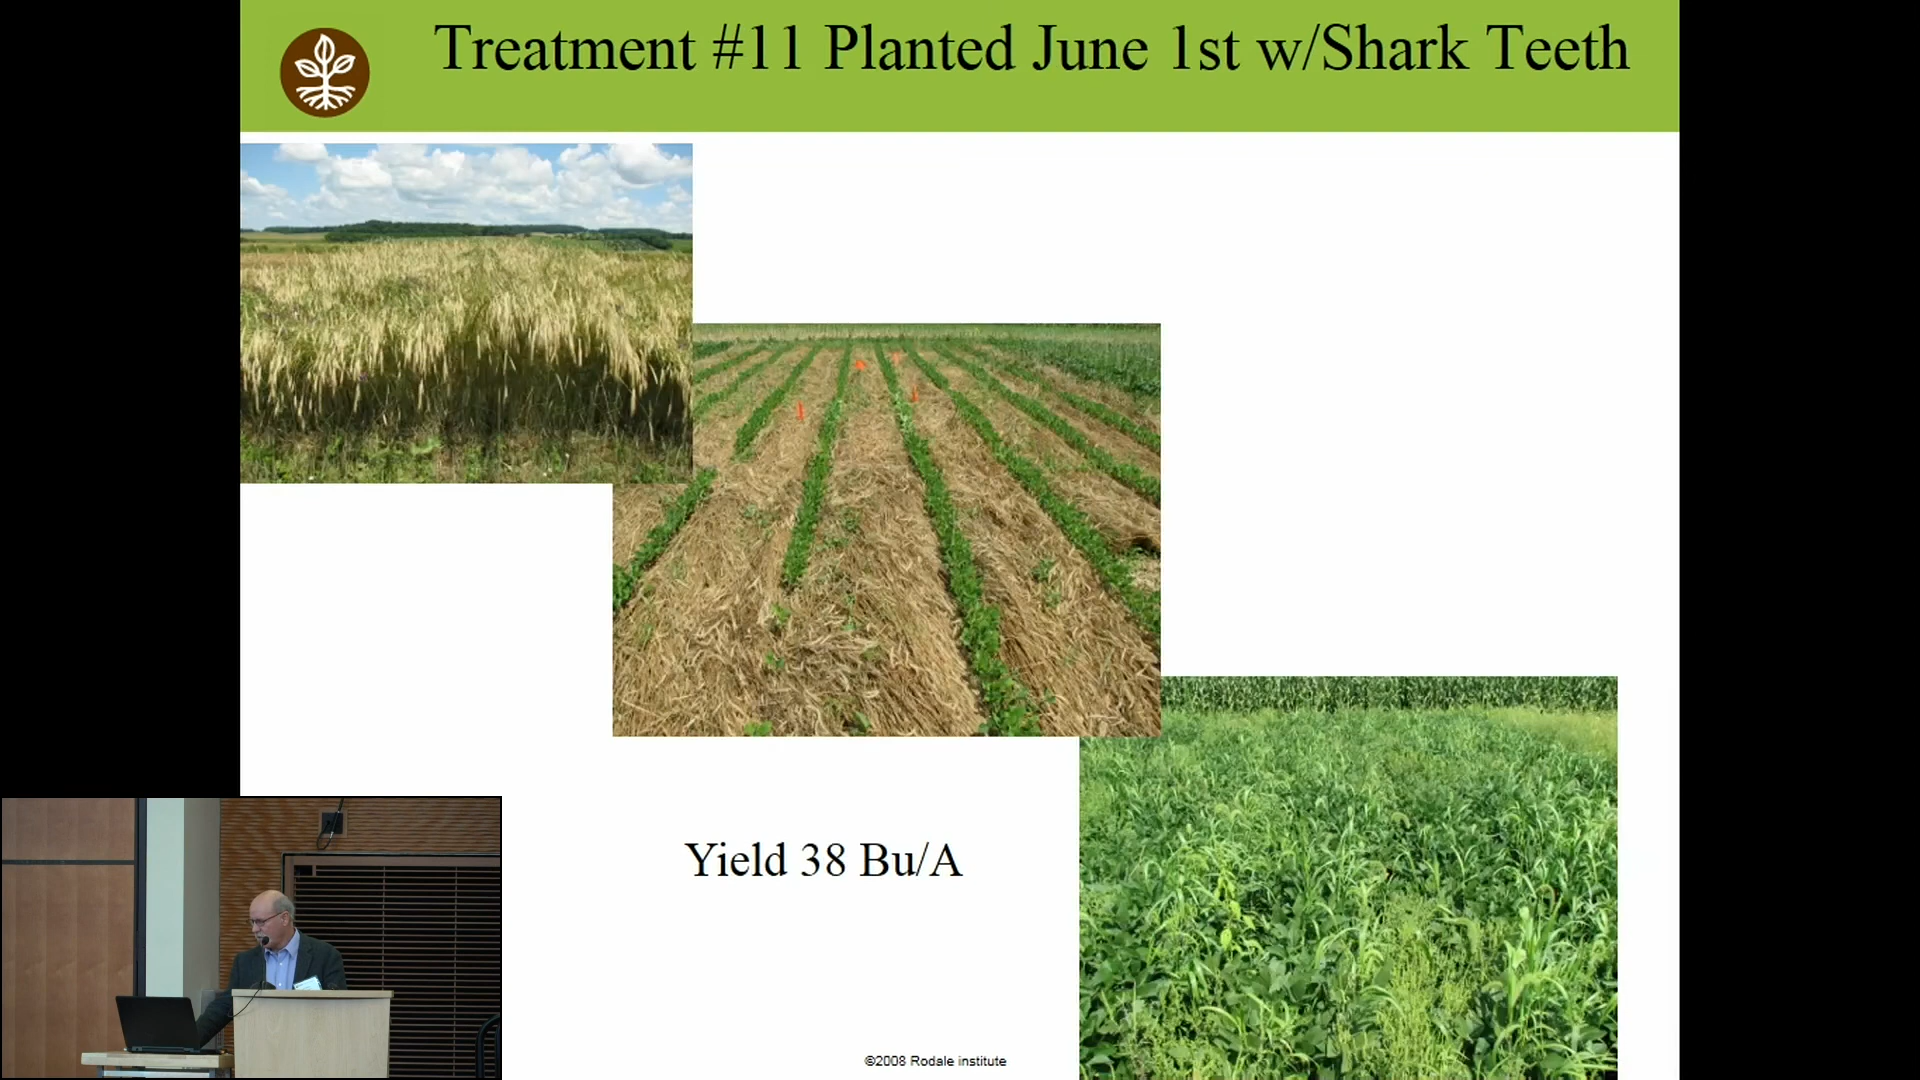 Treatment #11 Planted June 1st w/Shark Teeth
Yield 38 Bu/A
©2008 Rodale institute